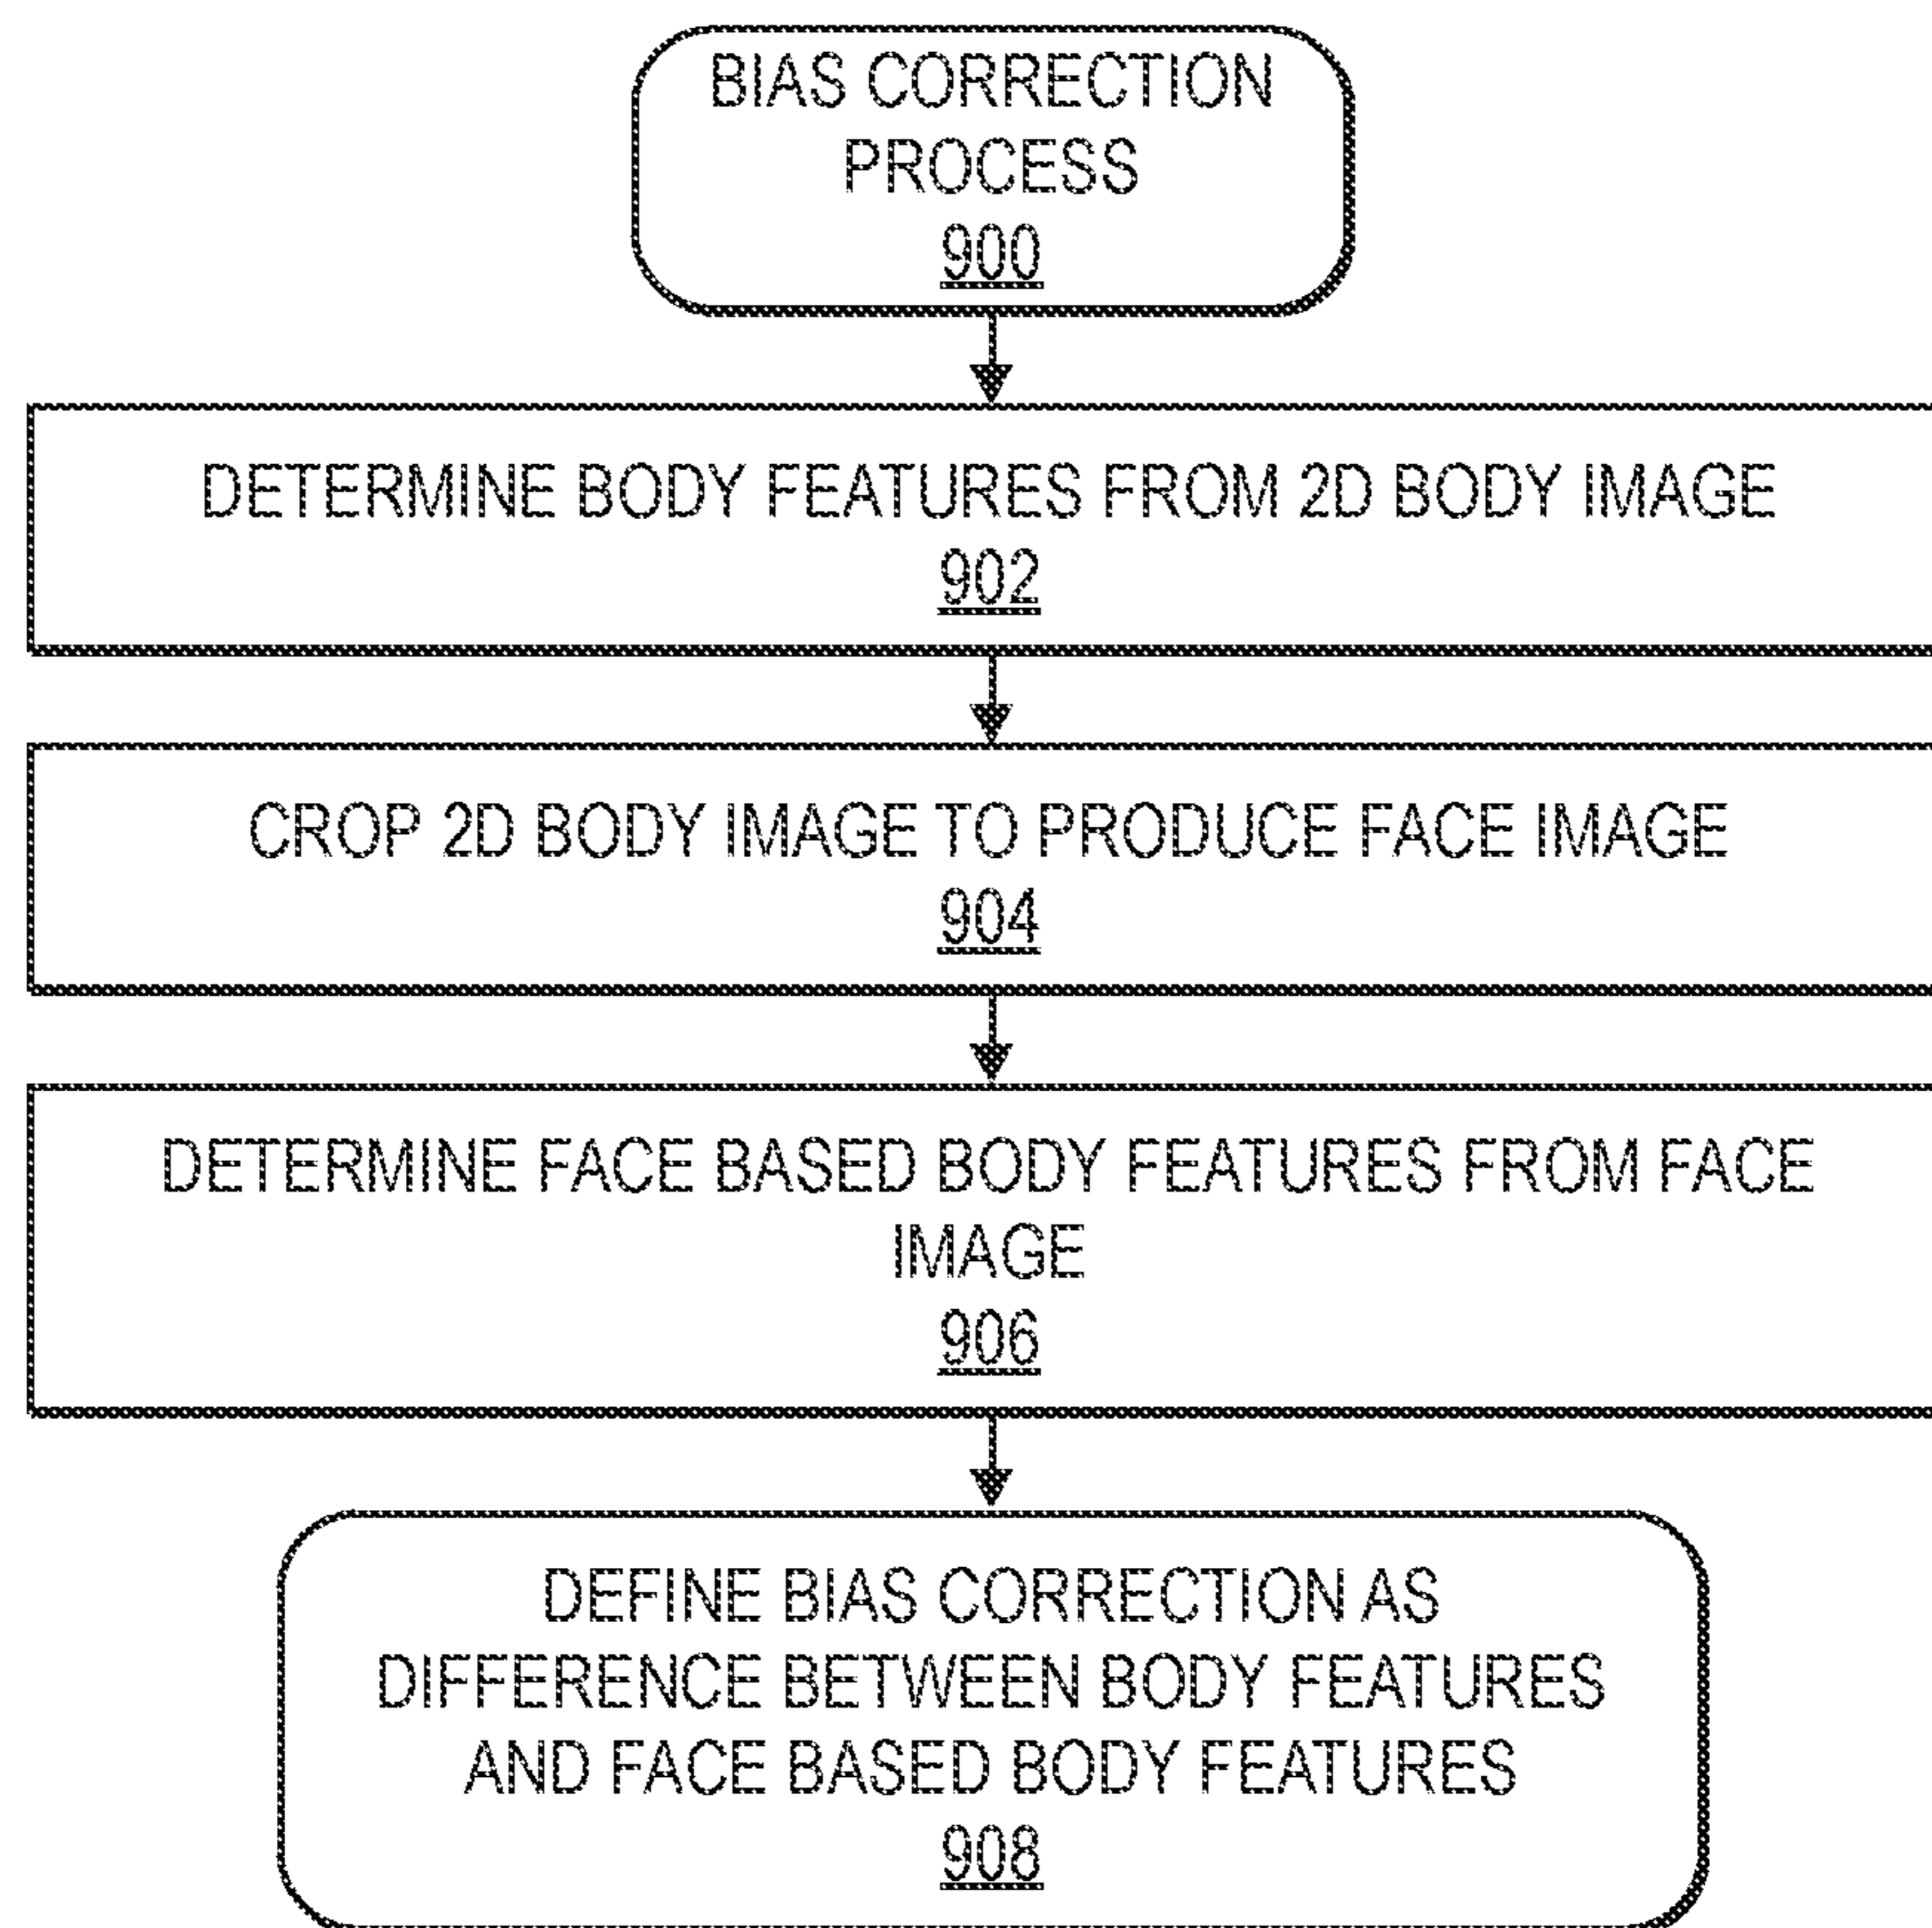 BIAS CORRECTION
PROCESS
900
DETERMINE BODY FEATURES FROM 2D BODY IMAGE
902
CROP 2D BODY IMAGE TO PRODUCE FACE IMAGE
904
DETERMINE FACE BASED BODY FEATURES FROM FACE
IMAGE
906
DEFINE BIAS CORRECTION AS
DIFFERENCE BETWEEN BODY FEATURES
AND FACE BASED BODY FEATURES
908